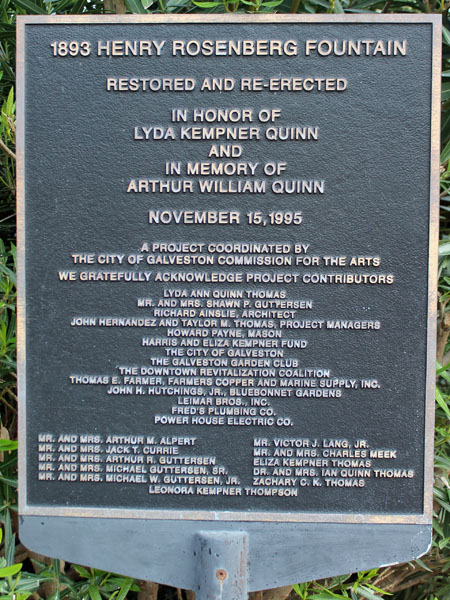 1893 HENRY ROSENBERG FOUNTAIN
RESTORED AND RE-ERECTED
IN HONOR OF
LYDA KEMPNER QUINN
AND
IN MEMORY OF
ARTHUR WILLIAM QUINN
NOVEMBER 15,1995
A PROJECT COORDINATED BY
THE CITY OF GALVESTON COMMISSION FOR THE ARTS
WE GRATEFULLY ACKNOWLEDGE PROJECT CONTRIBUTORS
LYDA ANN QUINN THOMAS
MR. AND MRS. SHAWN P. GUTTERSEN
RICHARD AINSLIE, ARCHITECT
JOHN HERNANDEZ AND TAYLOR M. THOMAS, PROJECT MANAGERS
HOWARD PAYNE, MASON
HARRIS AND ELIZA KEMPNER FUND
THE CITY OF GALVESTON
THE GALVESTON GARDEN CLUB
THE DOWNTOWN REVITALIZATION COALITION
THOMAS E. FARMER, FARMERS COPPER AND MARINE SUPPLY, INC.
JOHN H. HUTCHINGS, JR., BLUEBONNET GARDENS
LEIMAR BROS., INC.
FRED'S PLUMBING CO.
POWER HOUSE ELECTRIC CO.
MR. AND MRS. ARTHUR M. ALPERT
MR. AND MRS. JACK T. CURRIE
MR. AND MRS. ARTHUR R. GUTTERSEN
MR. AND MRS. MICHAEL GUTTERSEN, SR.
MR. AND MRS. MICHAEL W. GUTTERSEN, JR.
MR. VICTOR J. LANG, JR.
MR. AND MRS. CHARLES MEEK
ELIZA KEMPNER THOMAS
DR. AND MRS. IAN QUINN THOMAS
ZACHARY C. K. THOMAS
LEONORA KEMPNER THOMPSON